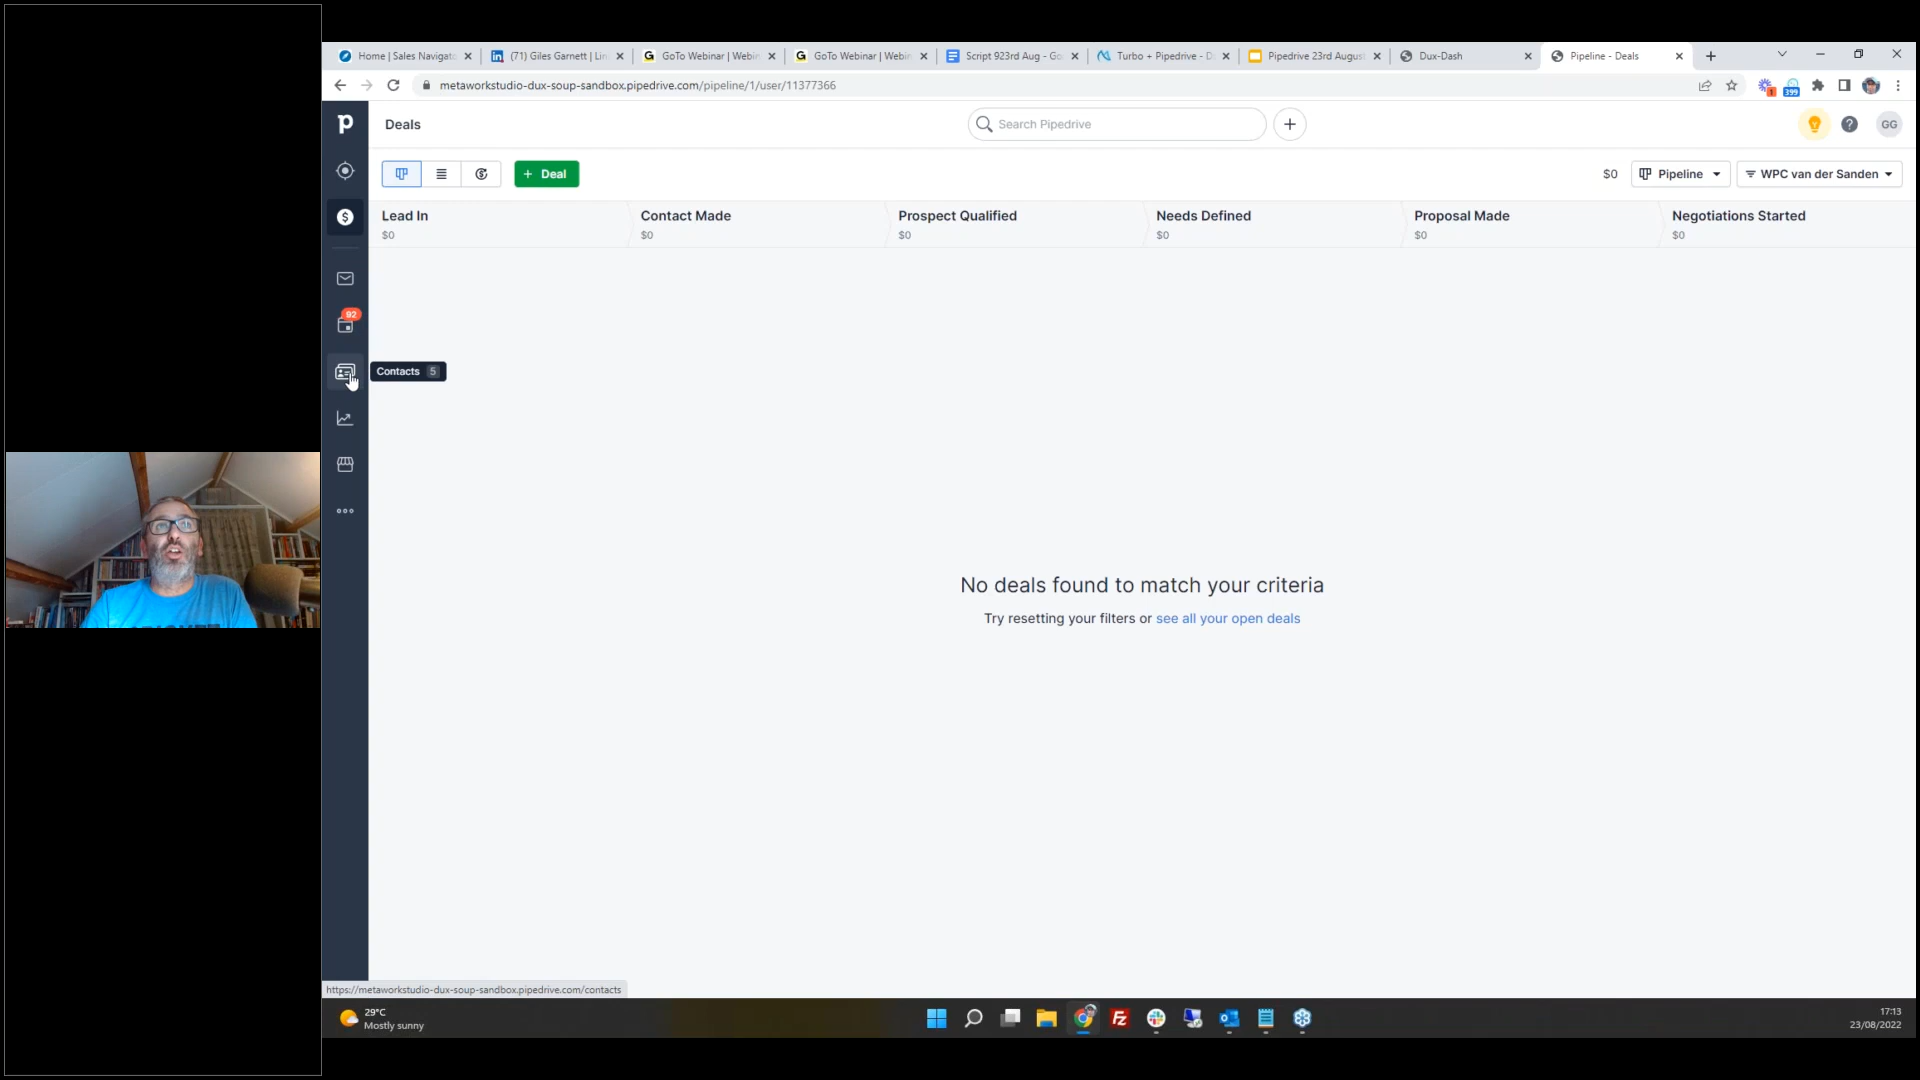 Home | Sales Navigat
(71) Giles Garnett | Lin
GoTo Webinar | Webin
GoTo Webinar | Webin
Script 923rd Aug - Go
Turbo + Pipedrive - D
Pipedrive 23rd August
Dux-Dash
Pipeline - Deals
metaworkstudio-dux-soup-sandbox.pipedrive.com/pipeline/1/user/11377366
1
399
Deals
Search Pipedrive
GG
+ Deal
$0
Pipeline
WPC van der Sanden
Lead In
$0
Contact Made
$0
Prospect Qualified
$0
Needs Defined
$0
Proposal Made
$0
Negotiations Started
$0
92
Contacts 5
No deals found to match your criteria
Try resetting your filters or see all your open deals
https://metaworkstudio-dux-soup-sandbox.pipedrive.com/contacts
29°C
Mostly sunny
17:13
23/08/2022